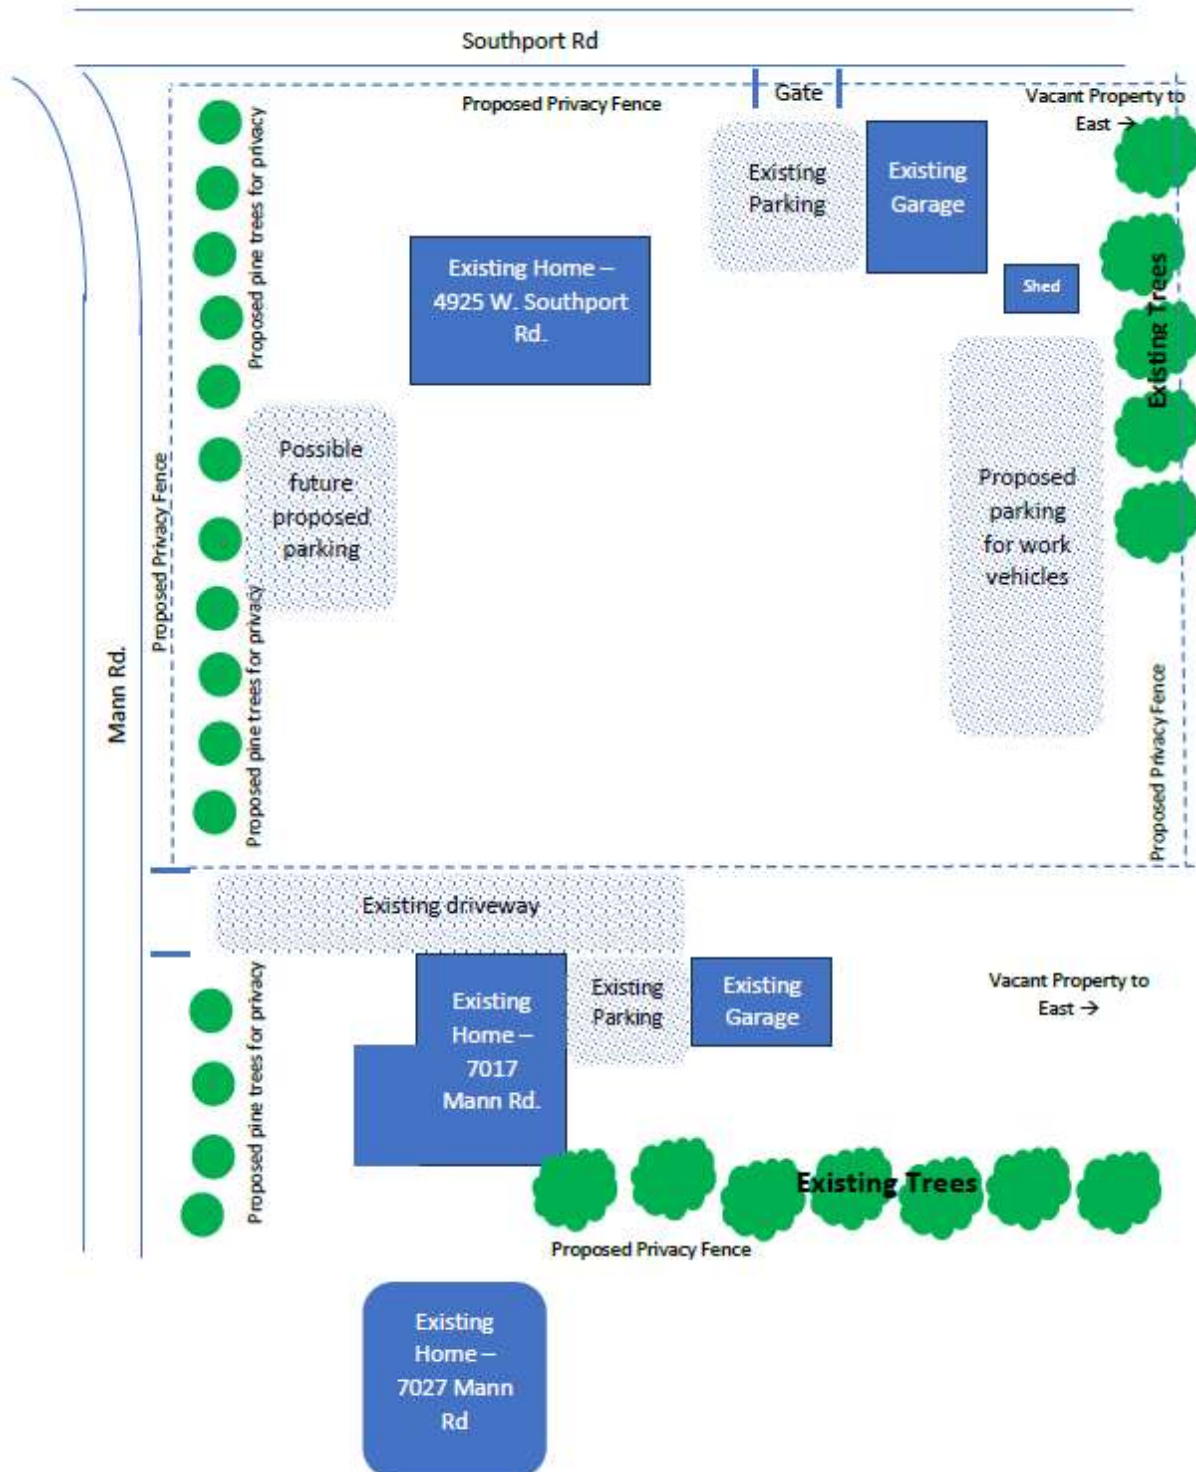 Southport Rd
Proposed Privacy Fence
Gate
Vacant Property to
East →
Proposed pine trees for privacy
Existing
Parking
Existing
Garage
Existing Home –
4925 W. Southport
Rd.
Shed
Existing Trees
Possible
future
proposed
parking
Proposed
parking
for work
vehicles
Proposed Privacy Fence
Mann Rd.
Proposed pine trees for privacy
Proposed Privacy Fence
Existing driveway
Proposed pine trees for privacy
Existing
Home –
7017
Mann Rd.
Existing
Parking
Existing
Garage
Vacant Property to
East →
Existing Trees
Proposed Privacy Fence
Existing
Home –
7027 Mann
Rd